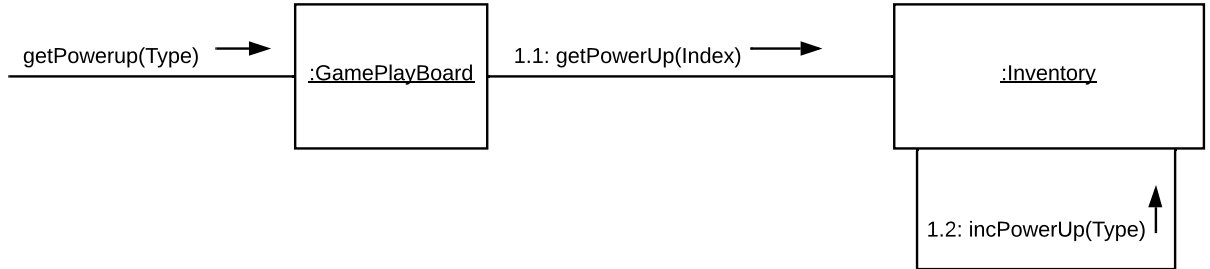 getPowerup(Type)
:GamePlayBoard
1.1: getPowerUp(Index)
:Inventory
1.2: incPowerUp(Type)